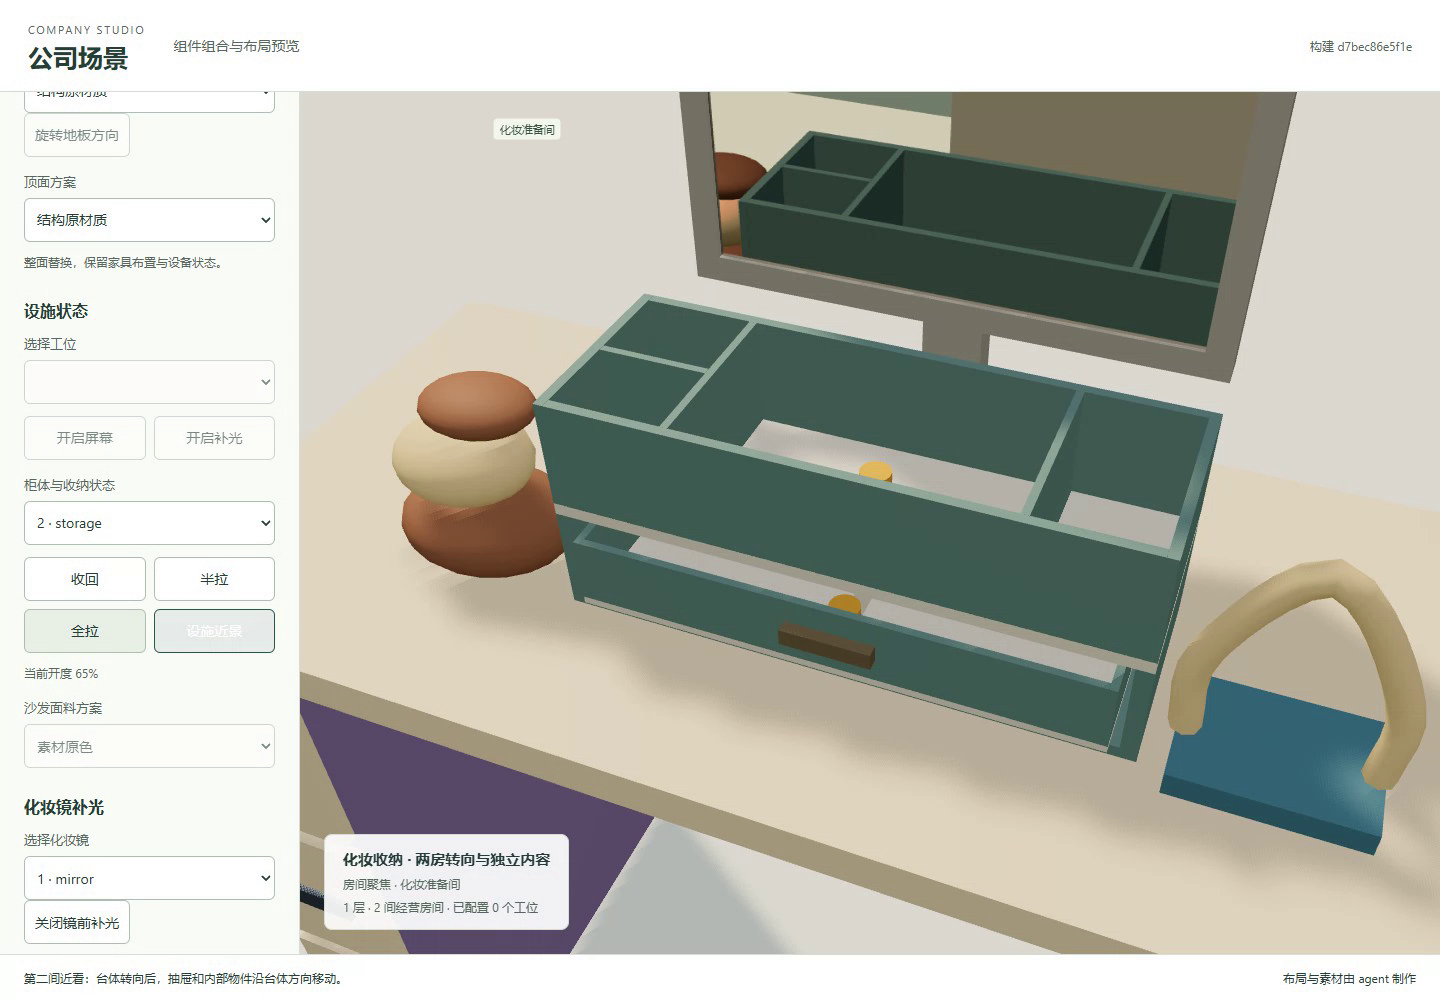 COMPANY STUDIO
公司场景
组件组合与布局预览
构建 d7bec86e5f1e
结构原材质
旋转地板方向
顶面方案
结构原材质
整面替换，保留家具布置与设备状态。
设施状态
选择工位
开启屏幕
开启补光
柜体与收纳状态
2 · storage
收回
半拉
全拉
设施近景
当前开度 65%
沙发面料方案
素材原色
化妆镜补光
选择化妆镜
1 · mirror
关闭镜前补光
化妆准备间
化妆收纳 · 两房转向与独立内容
房间聚焦 · 化妆准备间
1 层 · 2 间经营房间 · 已配置 0 个工位
第二间近看：台体转向后，抽屉和内部物件沿台体方向移动。
布局与素材由 agent 制作